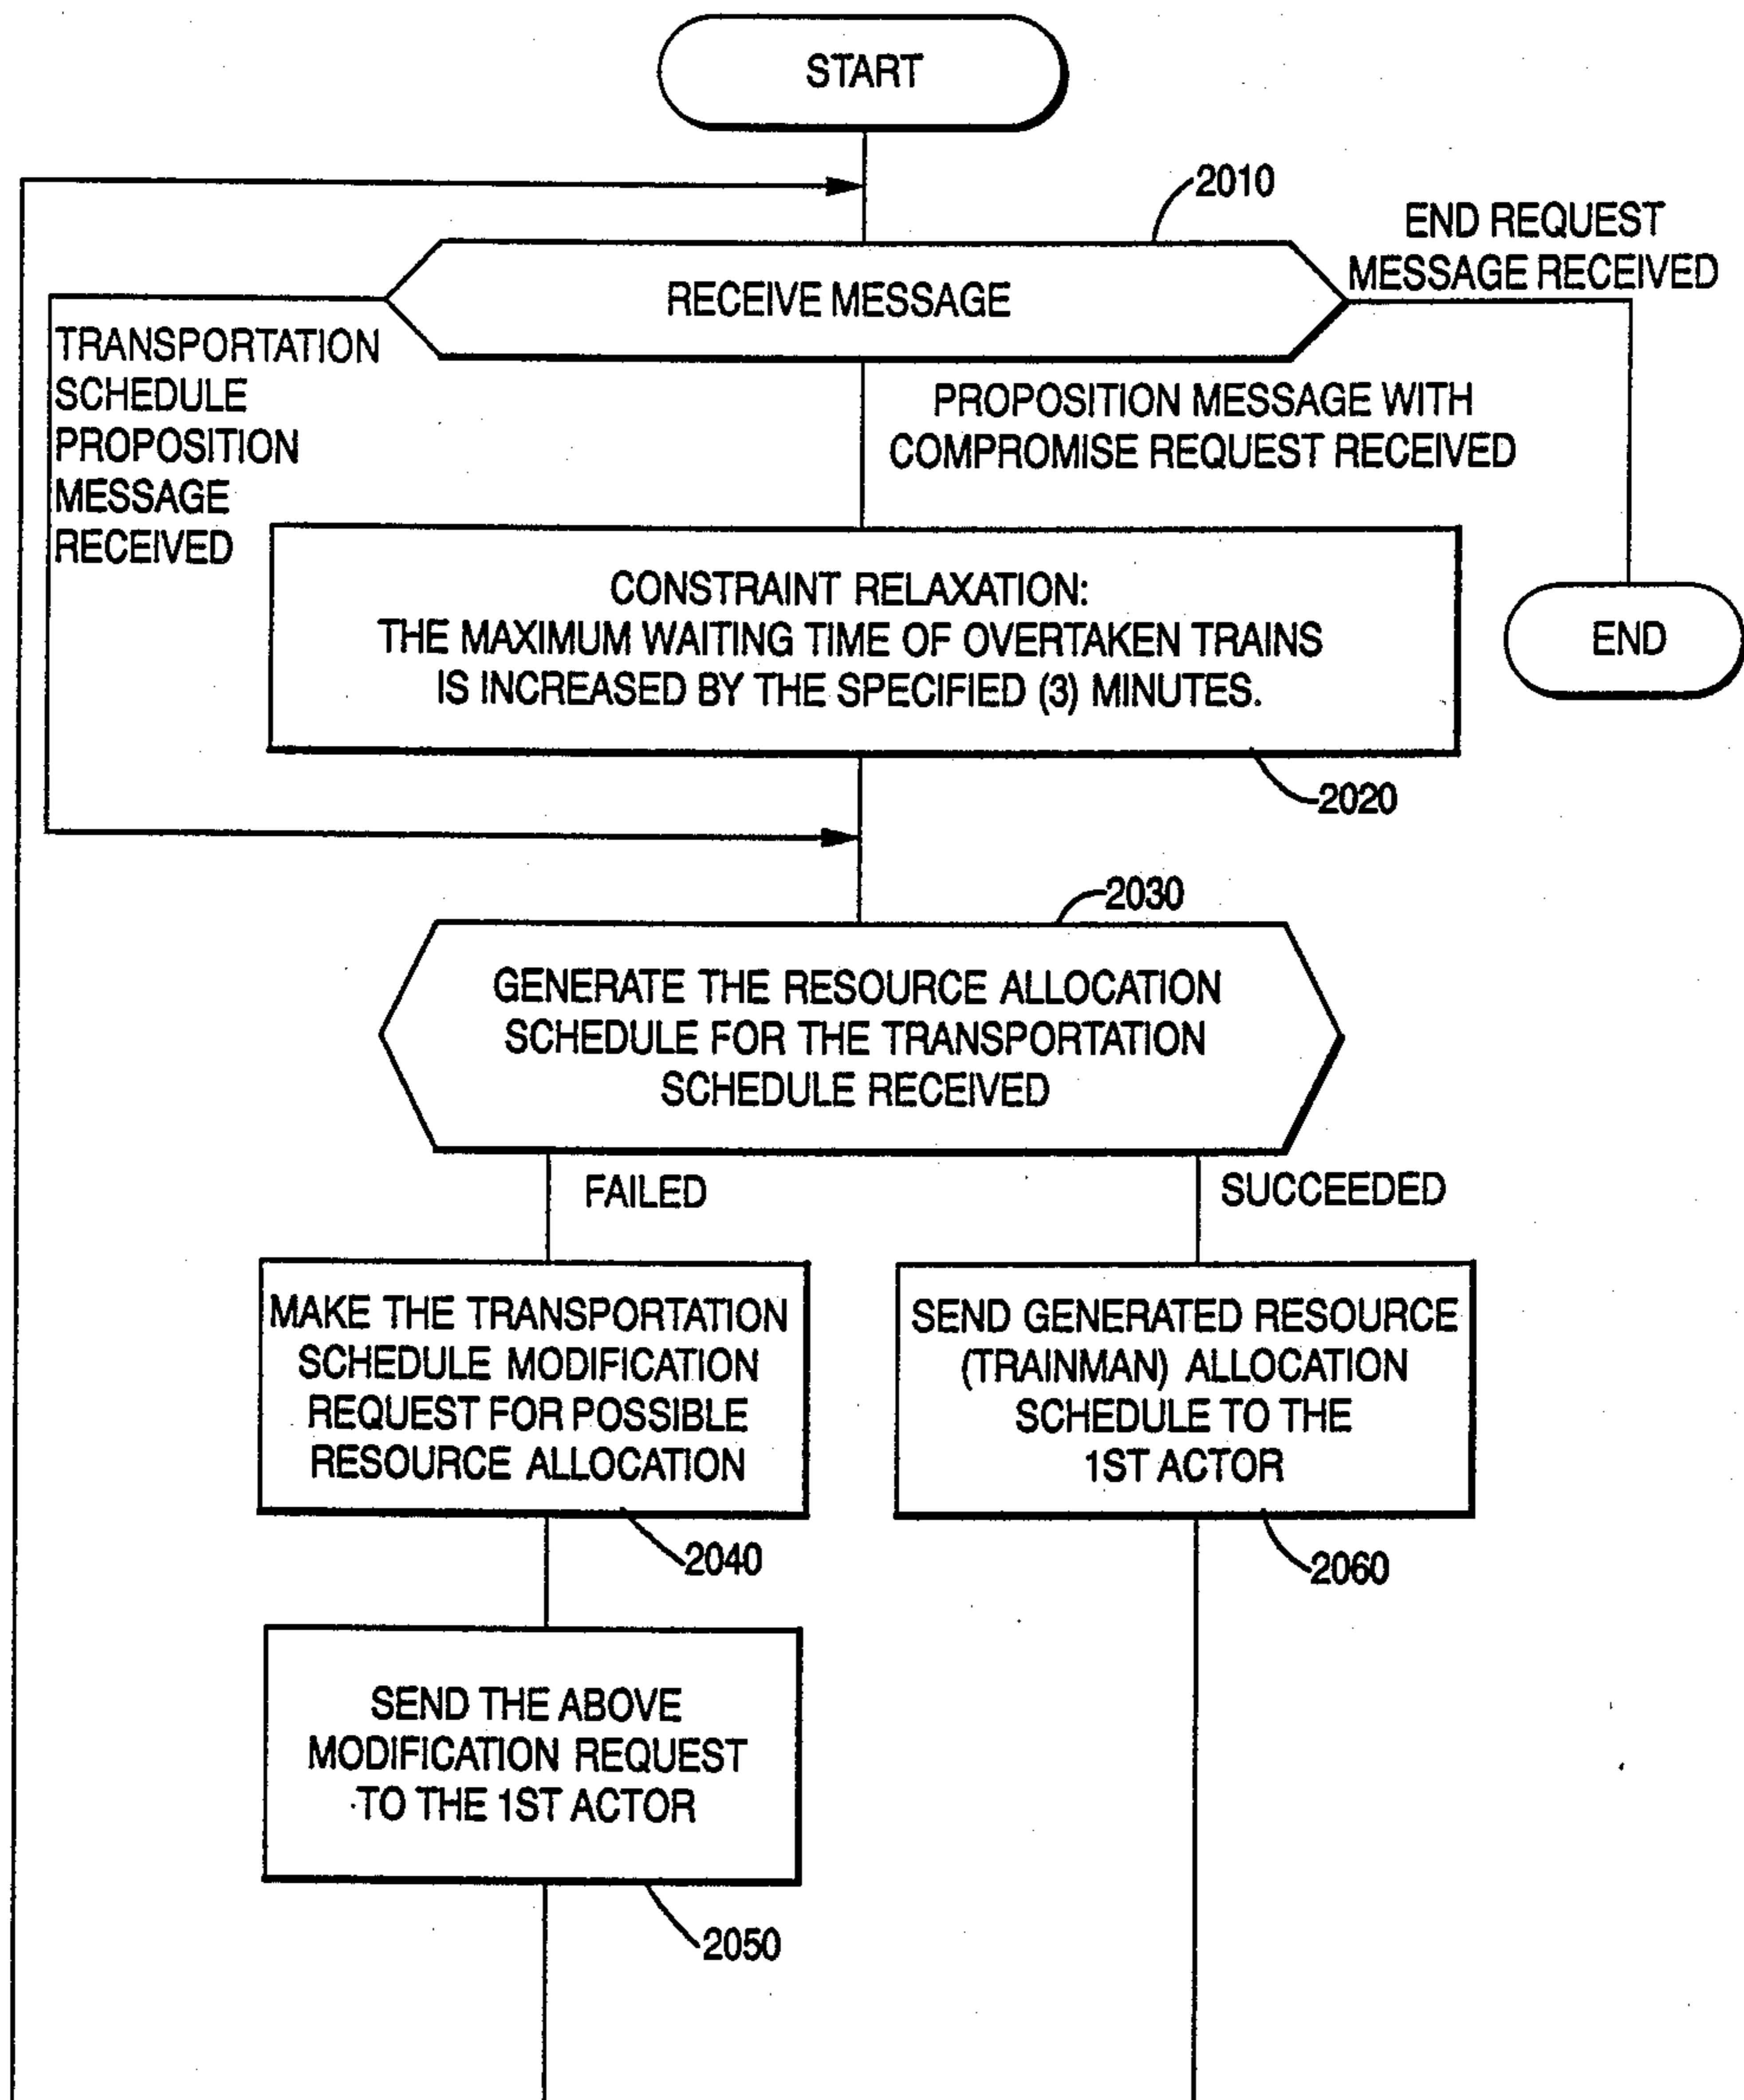 START
2010
END REQUEST
MESSAGE RECEIVED
RECEIVE MESSAGE
TRANSPORTATION
SCHEDULE
PROPOSITION
MESSAGE
RECEIVED
PROPOSITION MESSAGE WITH
COMPROMISE REQUEST RECEIVED
CONSTRAINT RELAXATION:
THE MAXIMUM WAITING TIME OF OVERTAKEN TRAINS
IS INCREASED BY THE SPECIFIED (3) MINUTES.
END
2020
2030
GENERATE THE RESOURCE ALLOCATION
SCHEDULE FOR THE TRANSPORTATION
SCHEDULE RECEIVED
FAILED
SUCCEEDED
MAKE THE TRANSPORTATION
SCHEDULE MODIFICATION
REQUEST FOR POSSIBLE
RESOURCE ALLOCATION
2040
SEND GENERATED RESOURCE
(TRAINMAN) ALLOCATION
SCHEDULE TO THE
1ST ACTOR
2060
SEND THE ABOVE
MODIFICATION REQUEST
TO THE 1ST ACTOR
2050